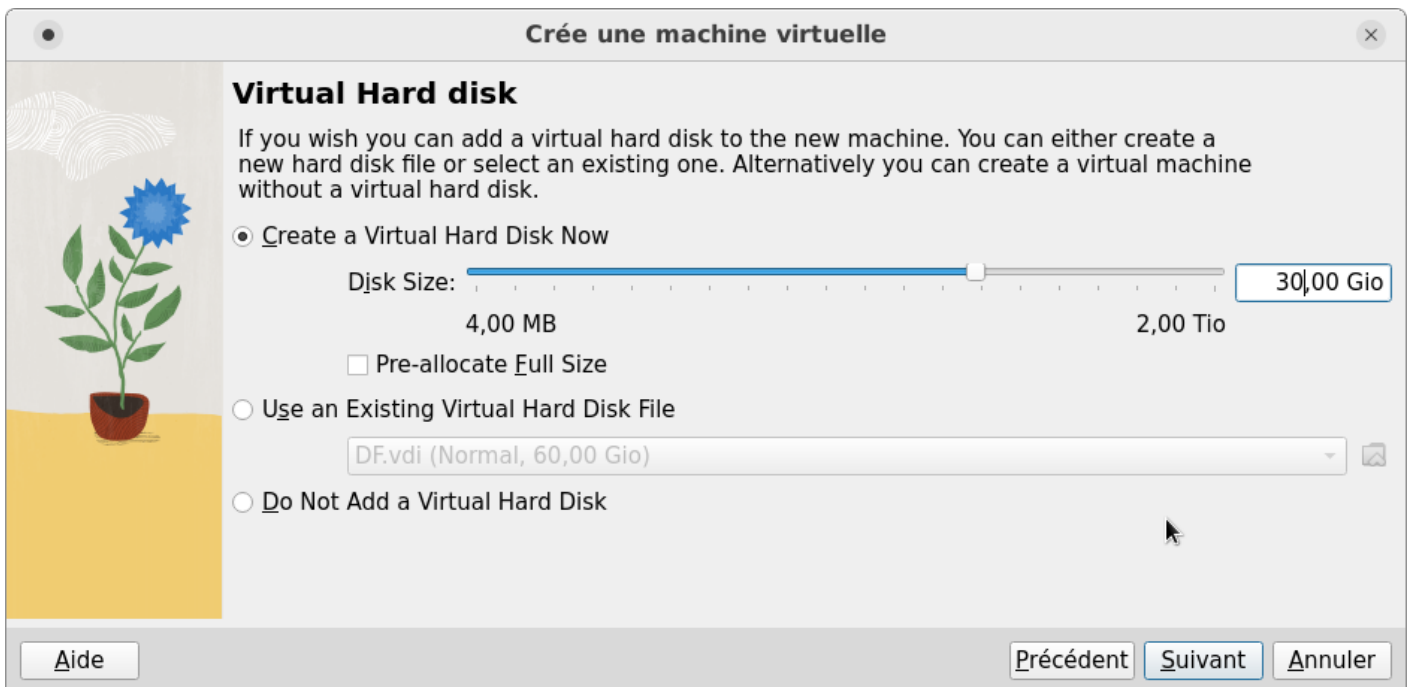 Crée une machine virtuelle
Virtual Hard disk
If you wish you can add a virtual hard disk to the new machine. You can either create a
new hard disk file or select an existing one. Alternatively you can create a virtual machine
without a virtual hard disk.
Create a Virtual Hard Disk Now
Disk Size:
30,00 Gio
4,00 MB
2,00 Tio
Pre-allocate Full Size
Use an Existing Virtual Hard Disk File
DF.vdi (Normal, 60,00 Gio)
Do Not Add a Virtual Hard Disk
Aide
Précédent
Suivant
Annuler